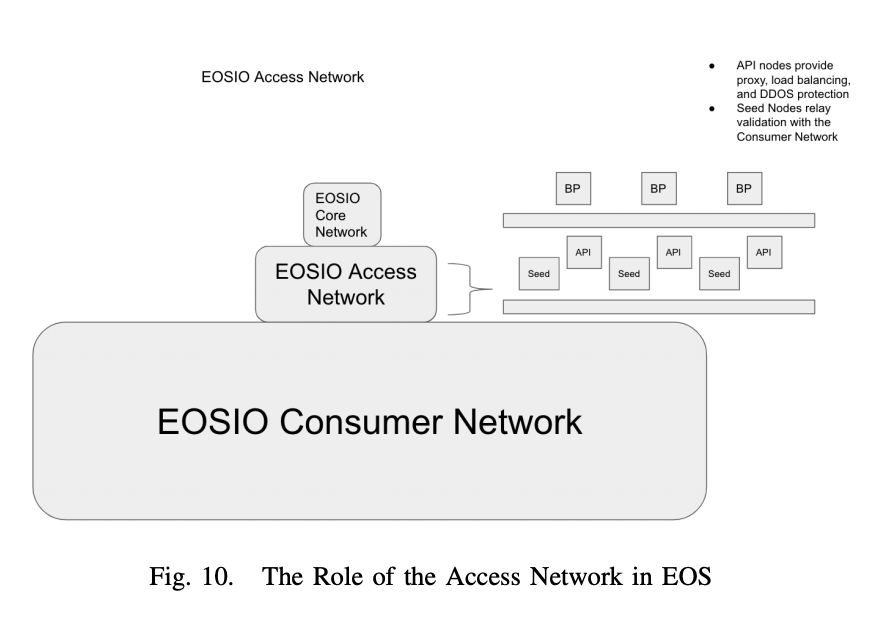 EOSIO Access Network
● API nodes provide
proxy, load balancing,
and DDOS protection
● Seed Nodes relay
validation with the
Consumer Network
BP BP BP
EOSIO
Core
Network
API API API
EOSIO Access
Network
Seed Seed Seed
EOSIO Consumer Network
Fig. 10. The Role of the Access Network in EOS